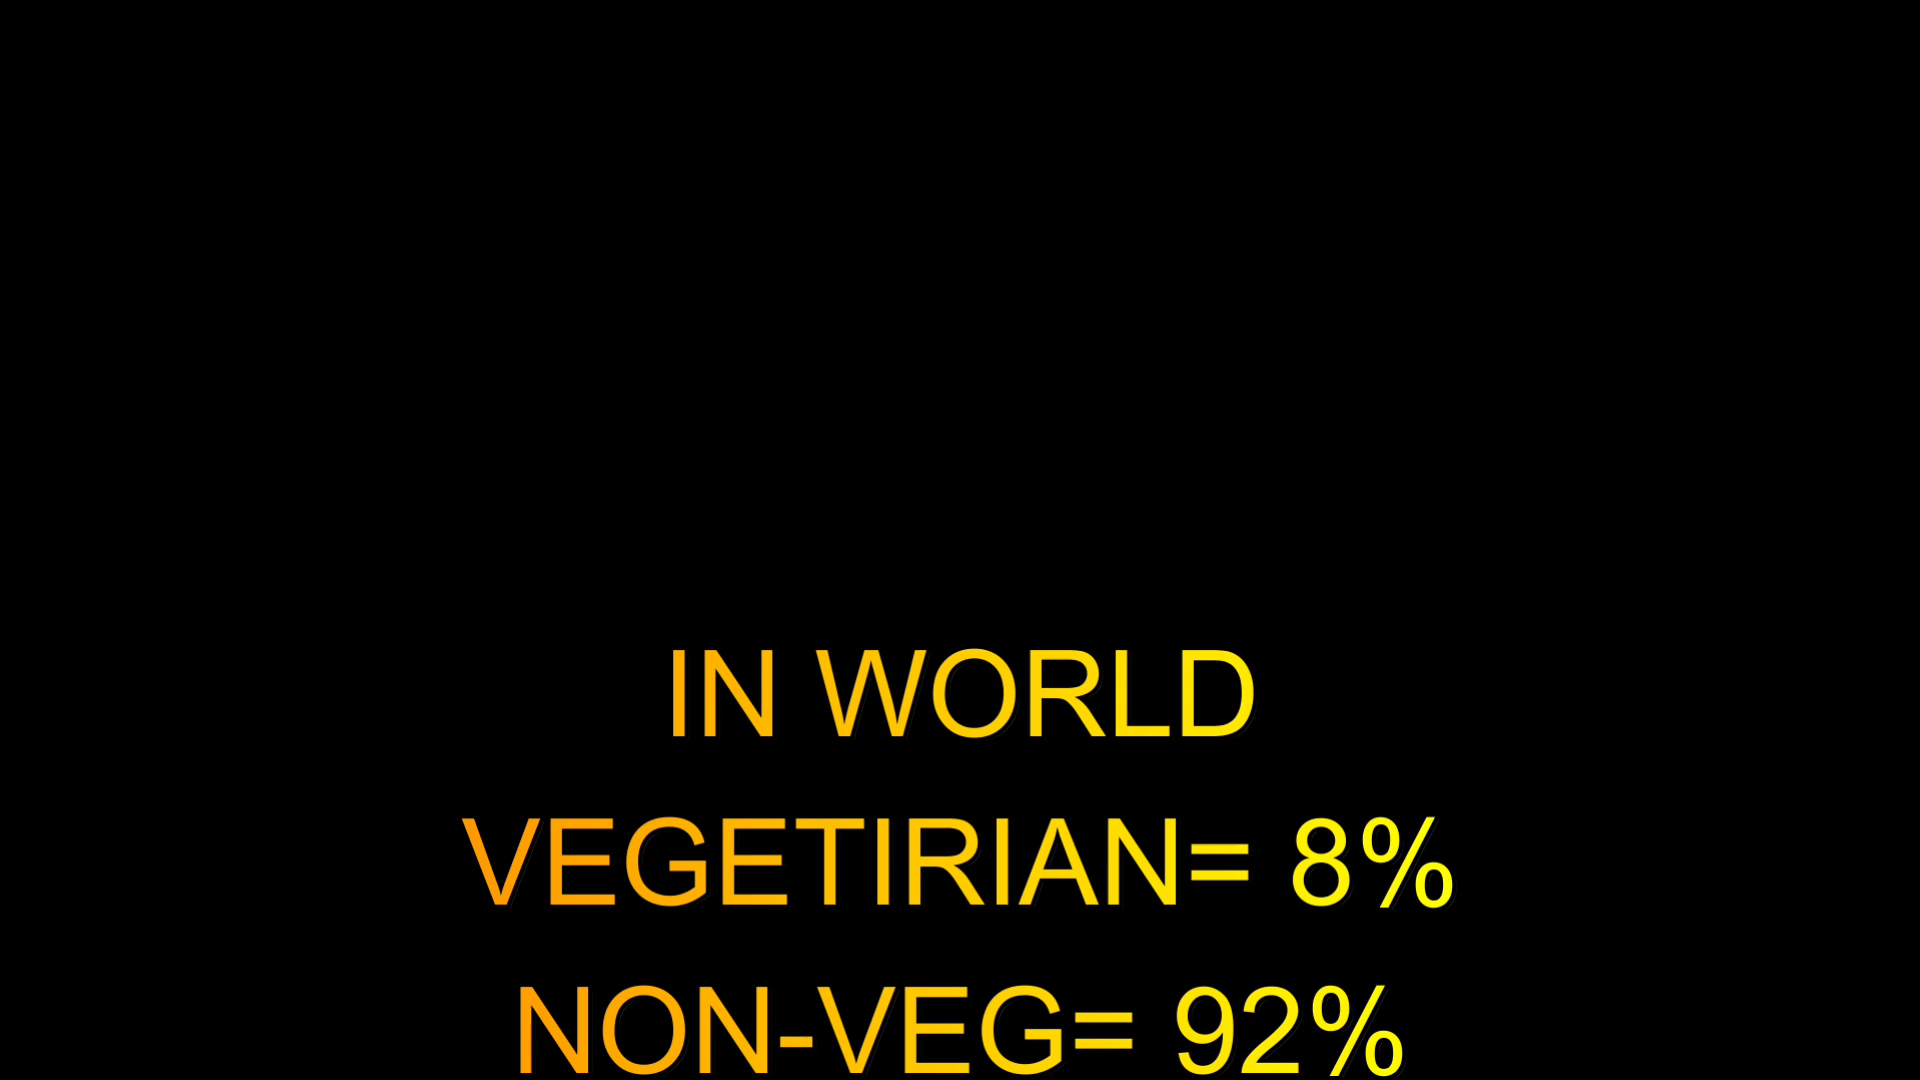 IN WORLD
VEGETIRIAN= 8%
NON-VEG= 92%